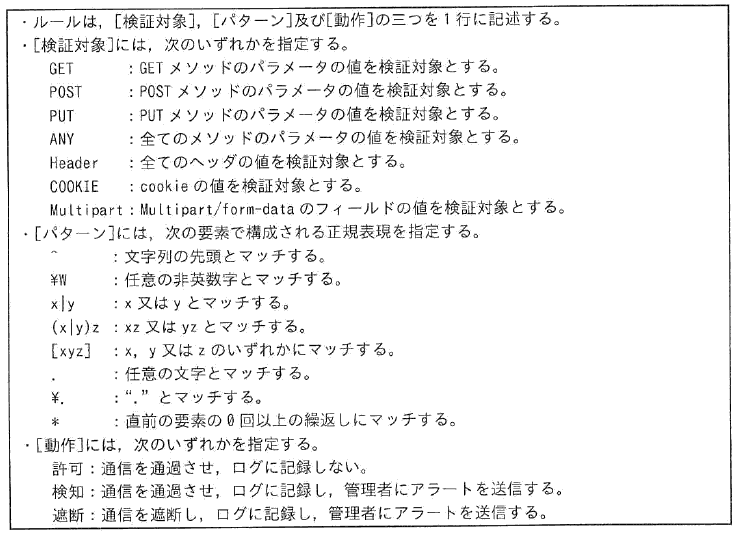 ・ルールは，[検証対象]，[パターン]及び[動作]の三つを1行に記述する。
・[検証対象]には，次のいずれかを指定する。
GET ：GETメソッドのパラメータの値を検証対象とする。
POST ：POSTメソッドのパラメータの値を検証対象とする。
PUT ：PUTメソッドのパラメータの値を検証対象とする。
ANY ：全てのメソッドのパラメータの値を検証対象とする。
Header ：全てのヘッダの値を検証対象とする。
COOKIE ：cookieの値を検証対象とする。
Multipart：Multipart/form-dataのフィールドの値を検証対象とする。
・[パターン]には，次の要素で構成される正規表現を指定する。
^ ：文字列の先頭とマッチする。
¥W ：任意の非英数字とマッチする。
x|y ：x又はyとマッチする。
(x|y)z ：xz又はyzとマッチする。
[xyz] ：x，y又はzのいずれかにマッチする。
. ：任意の文字とマッチする。
¥. ：“.”とマッチする。
* ：直前の要素の0回以上の繰返しにマッチする。
・[動作]には，次のいずれかを指定する。
許可：通信を通過させ，ログに記録しない。
検知：通信を通過させ，ログに記録し，管理者にアラートを送信する。
遮断：通信を遮断し，ログに記録し，管理者にアラートを送信する。